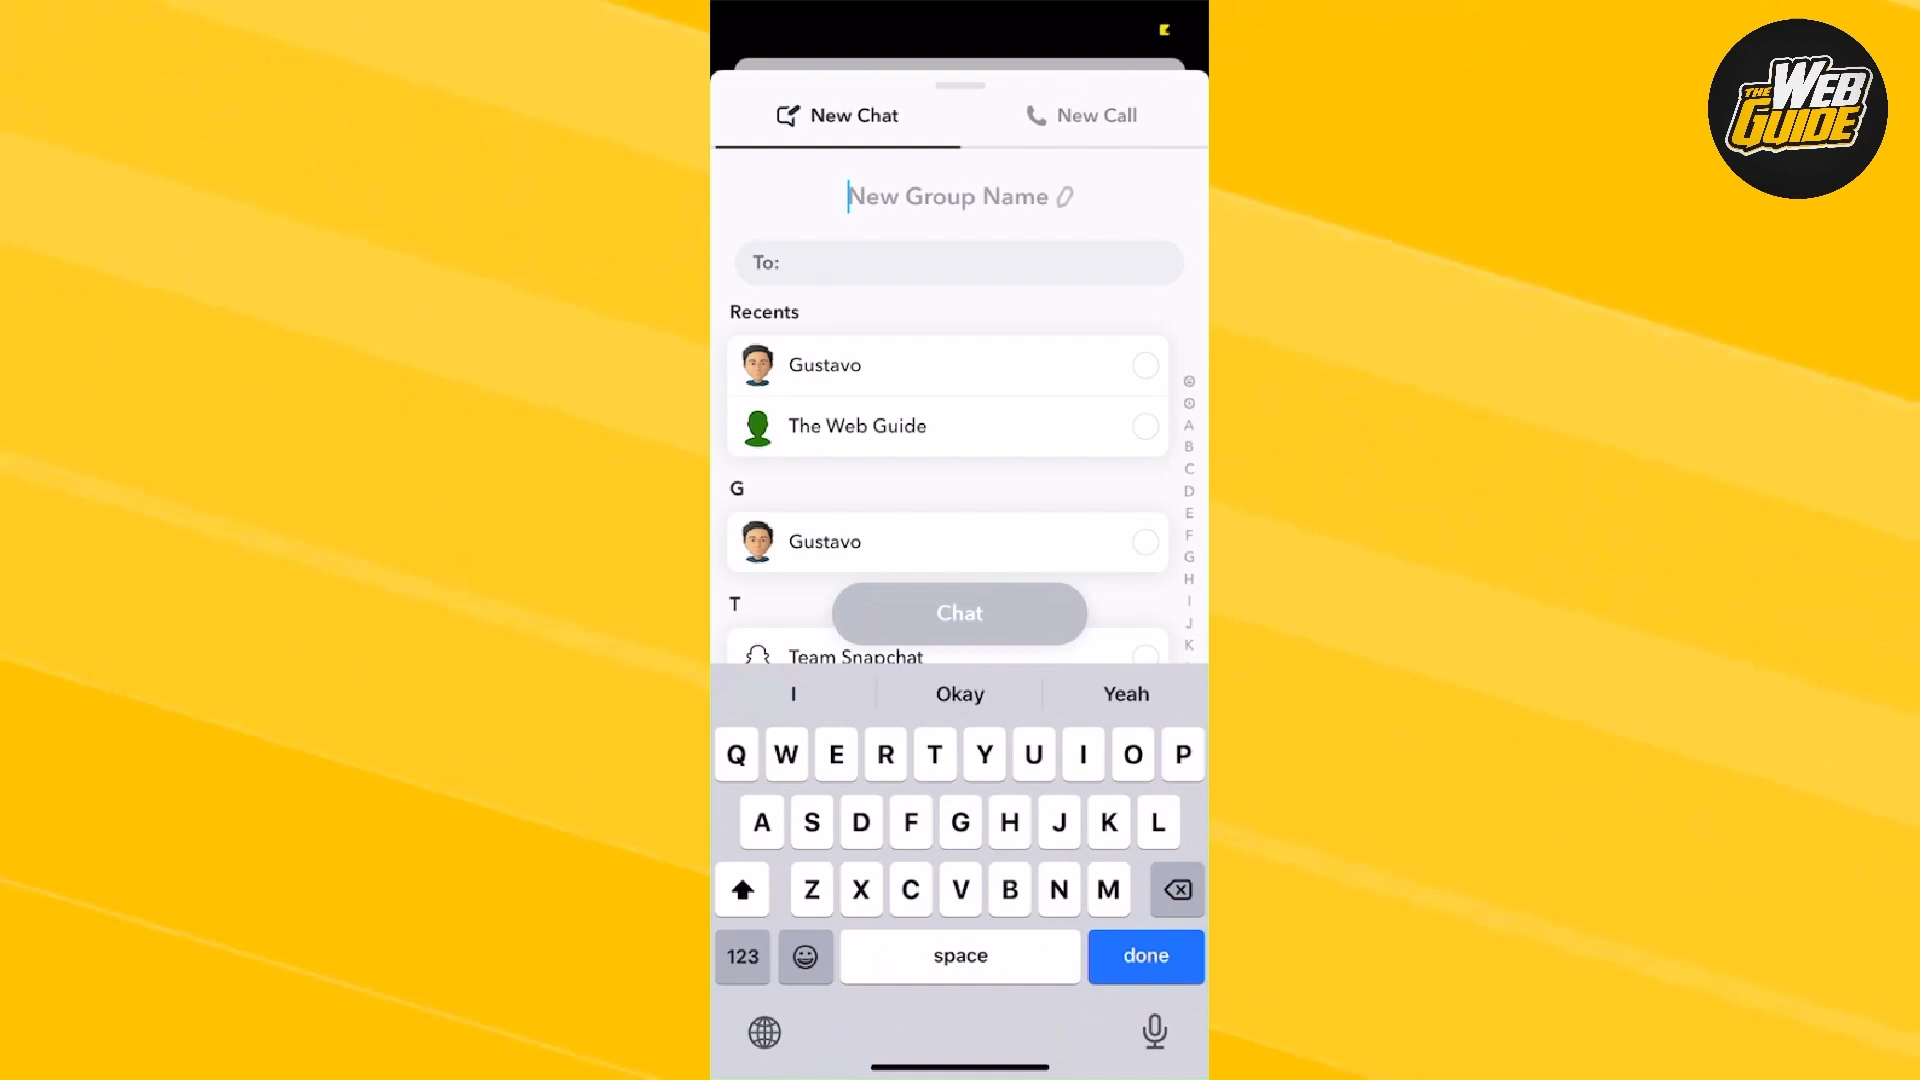 THE WEB GUIDE
New Chat
New Call
New Group Name
To:
Recents
Gustavo
The Web Guide
G
Gustavo
T
Chat
Team Snapchat
A
B
C
D
E
F
G
H
I
J
K
I Okay Yeah
Q W E R T Y U I O P
A S D F G H J K L
Z X C V B N M
123 space done